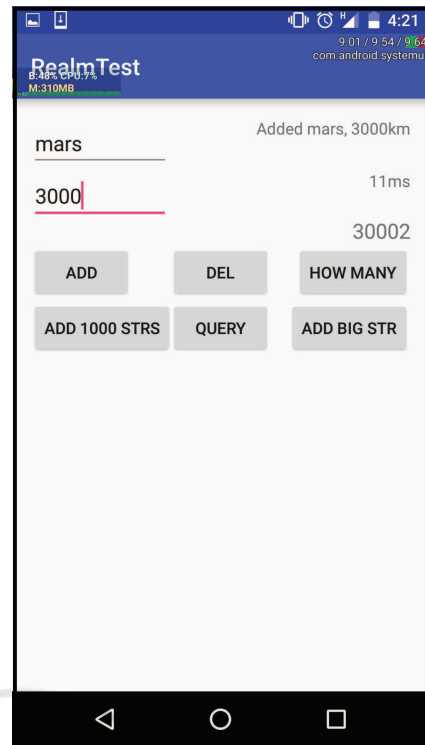 H 4:21
9.01 / 9.54 / 9.64
com.android.systemu
RealmTest
B:48% CPU:7%
M:310MB
mars
Added mars, 3000km
3000
11ms
30002
ADD DEL HOW MANY
ADD 1000 STRS QUERY ADD BIG STR